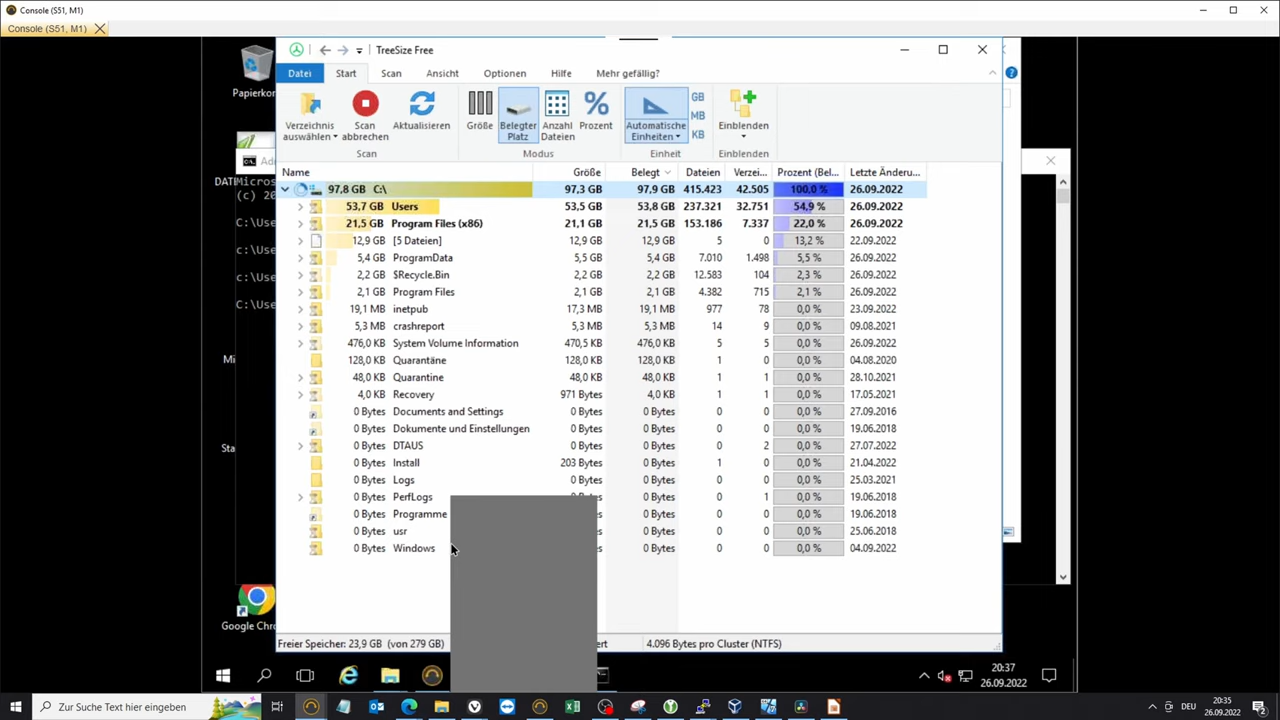 Console (S51, M1)
Console (S51, M1)
Papierkor
TreeSize Free
Datei Start Scan Ansicht Optionen Hilfe Mehr gefällig?
Verzeichnis auswählen Scan abbrechen Aktualisieren Größe Belegter Platz Anzahl Dateien Prozent Automatische Einheiten GB MB KB Einblenden
Scan Modus Einheit Einblenden
DAT
Micros
(c) 20
C:\Use
C:\Use
C:\Use
C:\Use
Mi
Sta
Name Größe Belegt Dateien Verzei... Prozent (Bel... Letzte Änderu...
97,8 GB C:\ 97,3 GB 97,9 GB 415.423 42.505 100,0 % 26.09.2022
53,7 GB Users 53,5 GB 53,8 GB 237.321 32.751 54,9 % 26.09.2022
21,5 GB Program Files (x86) 21,1 GB 21,5 GB 153.186 7.337 22,0 % 26.09.2022
12,9 GB [5 Dateien] 12,9 GB 12,9 GB 5 0 13,2 % 22.09.2022
5,4 GB ProgramData 5,5 GB 5,4 GB 7.010 1.498 5,5 % 26.09.2022
2,2 GB $Recycle.Bin 2,2 GB 2,2 GB 12.583 104 2,3 % 26.09.2022
2,1 GB Program Files 2,1 GB 2,1 GB 4.382 715 2,1 % 26.09.2022
19,1 MB inetpub 17,3 MB 19,1 MB 977 78 0,0 % 23.09.2022
5,3 MB crashreport 5,3 MB 5,3 MB 14 9 0,0 % 09.08.2021
476,0 KB System Volume Information 470,5 KB 476,0 KB 5 5 0,0 % 26.09.2022
128,0 KB Quarantäne 128,0 KB 128,0 KB 1 0 0,0 % 04.08.2020
48,0 KB Quarantine 48,0 KB 48,0 KB 1 1 0,0 % 28.10.2021
4,0 KB Recovery 971 Bytes 4,0 KB 1 1 0,0 % 17.05.2021
0 Bytes Documents and Settings 0 Bytes 0 Bytes 0 0 0,0 % 27.09.2016
0 Bytes Dokumente und Einstellungen 0 Bytes 0 Bytes 0 0 0,0 % 19.06.2018
0 Bytes DTAUS 0 Bytes 0 Bytes 0 2 0,0 % 27.07.2022
0 Bytes Install 203 Bytes 0 Bytes 1 0 0,0 % 21.04.2022
0 Bytes Logs 0 Bytes 0 Bytes 0 0 0,0 % 25.03.2021
0 Bytes PerfLogs 0 Bytes 0 Bytes 0 1 0,0 % 19.06.2018
0 Bytes Programme es 0 Bytes 0 0 0,0 % 19.06.2018
0 Bytes usr es 0 Bytes 0 0 0,0 % 25.06.2018
0 Bytes Windows es 0 Bytes 0 0 0,0 % 04.09.2022
Google Chro
Freier Speicher: 23,9 GB (von 279 GB) ert 4.096 Bytes pro Cluster (NTFS)
20:37
26.09.2022
Zur Suche Text hier eingeben
DEU
20:35
26.09.2022
2